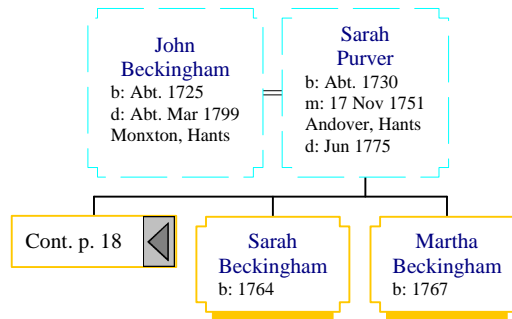 John
Beckingham
b: Abt. 1725
d: Abt. Mar 1799
Monxton, Hants
Sarah
Purver
b: Abt. 1730
m: 17 Nov 1751
Andover, Hants
d: Jun 1775
Cont. p. 18
Sarah
Beckingham
b: 1764
Martha
Beckingham
b: 1767